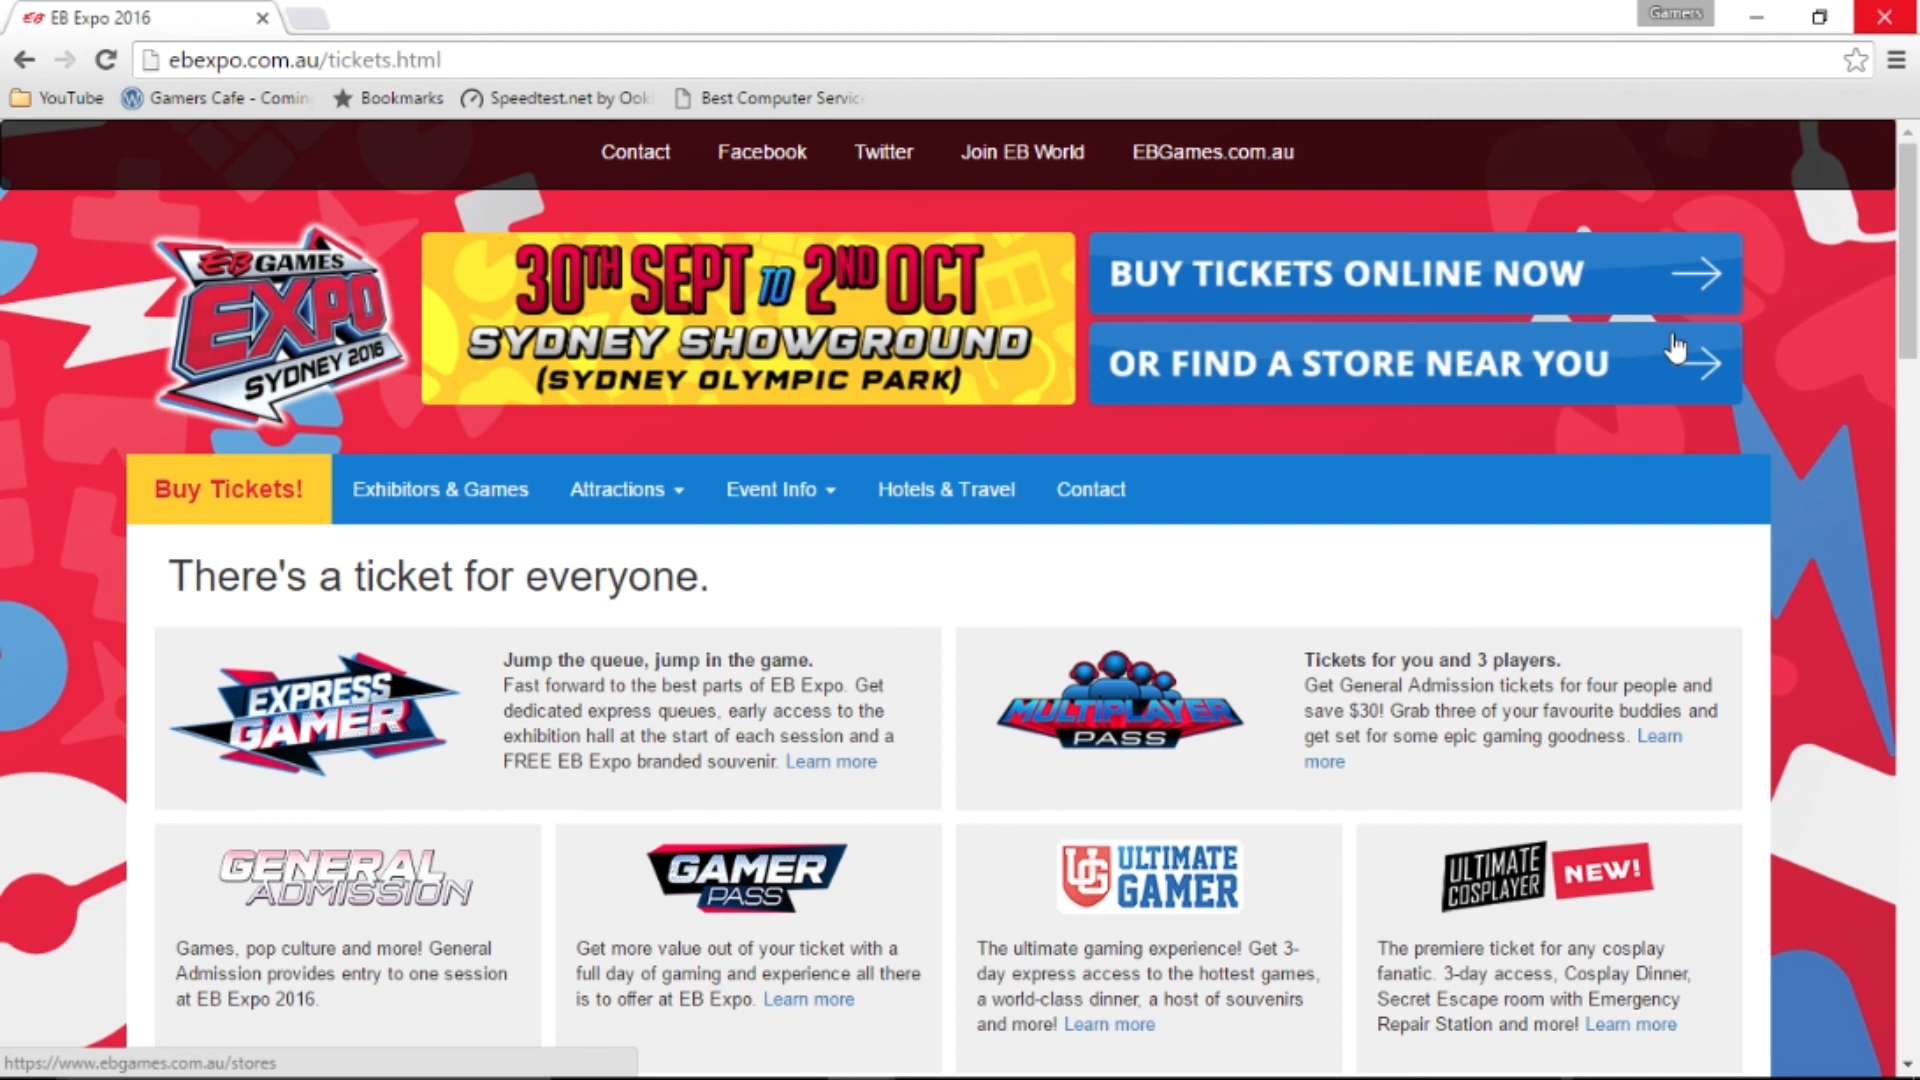 EB Expo 2016
Gamers
ebexpo.com.au/tickets.html
YouTube
Gamers Cafe - Comin
Bookmarks
Speedtest.net by Ook
Best Computer Servic
Contact
Facebook
Twitter
Join EB World
EBGames.com.au
EB GAMES
EXPO
SYDNEY 2016
30TH SEPT TO 2ND OCT
SYDNEY SHOWGROUND
(SYDNEY OLYMPIC PARK)
BUY TICKETS ONLINE NOW
OR FIND A STORE NEAR YOU
Buy Tickets!
Exhibitors & Games
Attractions
Event Info
Hotels & Travel
Contact
There's a ticket for everyone.
EXPRESS
GAMER
Jump the queue, jump in the game.
Fast forward to the best parts of EB Expo. Get
dedicated express queues, early access to the
exhibition hall at the start of each session and a
FREE EB Expo branded souvenir. Learn more
MULTIPLAYER
PASS
Tickets for you and 3 players.
Get General Admission tickets for four people and
save $30! Grab three of your favourite buddies and
get set for some epic gaming goodness. Learn
more
GENERAL
ADMISSION
Games, pop culture and more! General
Admission provides entry to one session
at EB Expo 2016.
GAMER
PASS
Get more value out of your ticket with a
full day of gaming and experience all there
is to offer at EB Expo. Learn more
UG ULTIMATE
GAMER
The ultimate gaming experience! Get 3-
day express access to the hottest games,
a world-class dinner, a host of souvenirs
and more! Learn more
ULTIMATE
COSPLAYER
NEW!
The premiere ticket for any cosplay
fanatic. 3-day access, Cosplay Dinner,
Secret Escape room with Emergency
Repair Station and more! Learn more
https://www.ebgames.com.au/stores